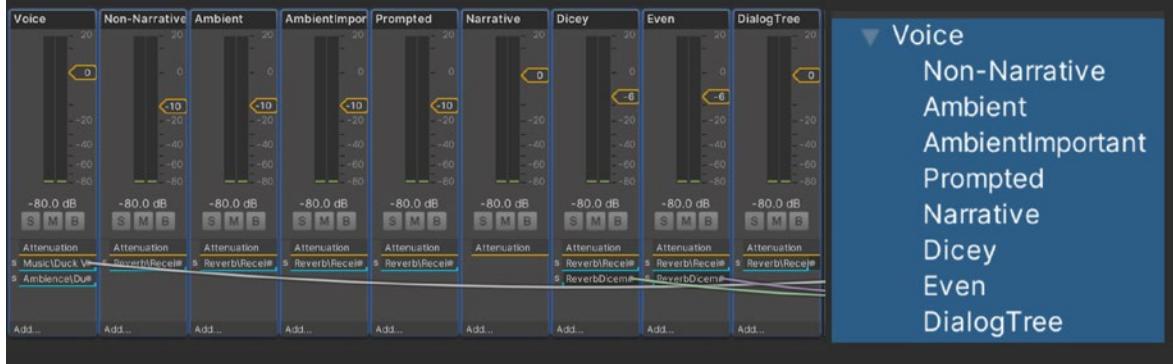 Voice
Non-Narrative
Ambient
AmbientImpor
Prompted
Narrative
Dicey
Even
DialogTree
20 20 20 20 20 20 20 20 20
0 0 0 0 0 0 0 0 0
-10 -10 -10 -10 -6 -6
-20 -20 -20 -20 -20 -20 -20 -20 -20
-40 -40 -40 -40 -40 -40 -40 -40 -40
-60 -60 -60 -60 -60 -60 -60 -60 -60
-80 -80 -80 -80 -80 -80 -80 -80 -80
-80.0 dB -80.0 dB -80.0 dB -80.0 dB -80.0 dB -80.0 dB -80.0 dB -80.0 dB -80.0 dB
S M B S M B S M B S M B S M B S M B S M B S M B S M B
Attenuation Attenuation Attenuation Attenuation Attenuation Attenuation Attenuation Attenuation Attenuation
S Music\Duck V S Reverb\Recei S Reverb\Recei S Reverb\Recei S Reverb\Recei S Reverb\Recei S Reverb\Recei S Reverb\Recei
S Ambience\Du S ReverbDicem S ReverbDicem
Add... Add... Add... Add... Add... Add... Add... Add... Add...
Voice
Non-Narrative
Ambient
AmbientImportant
Prompted
Narrative
Dicey
Even
DialogTree